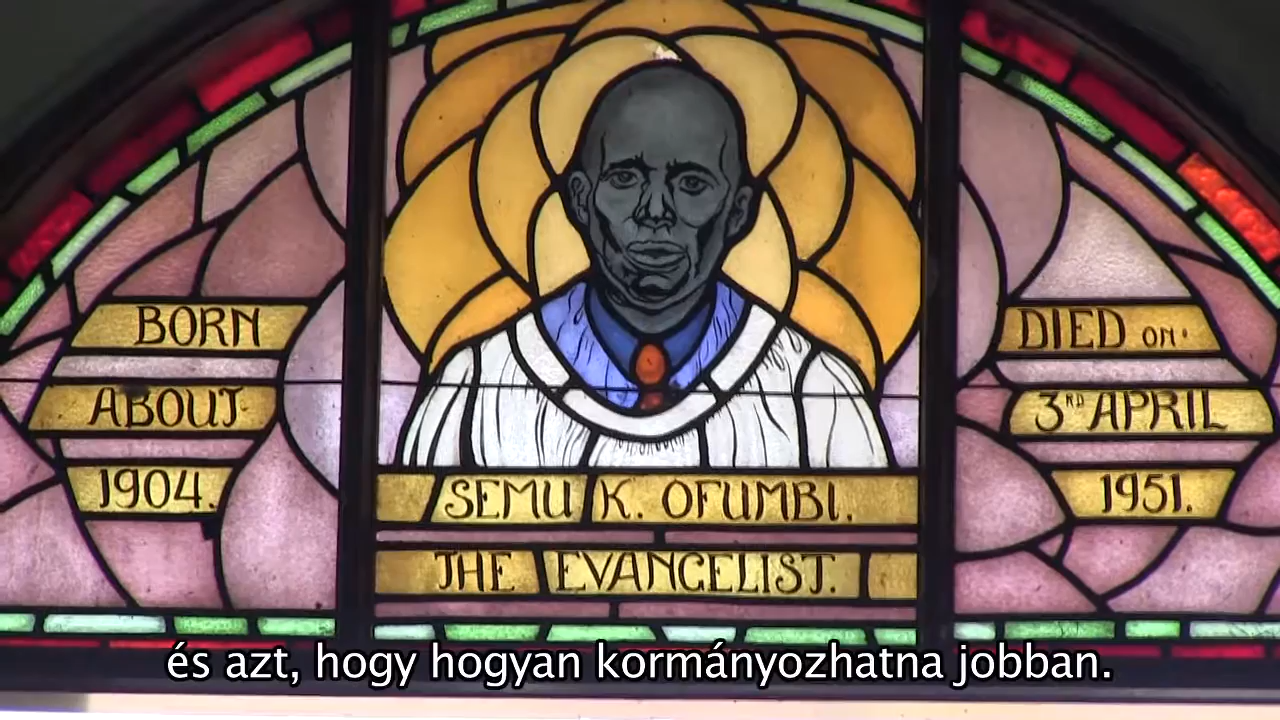 BORN
ABOUT
1904.
SEMU K. OFUMBI.
THE EVANGELIST.
DIED on.
3RD APRIL
1951.
és azt, hogy hogyan kormányozhatna jobban.